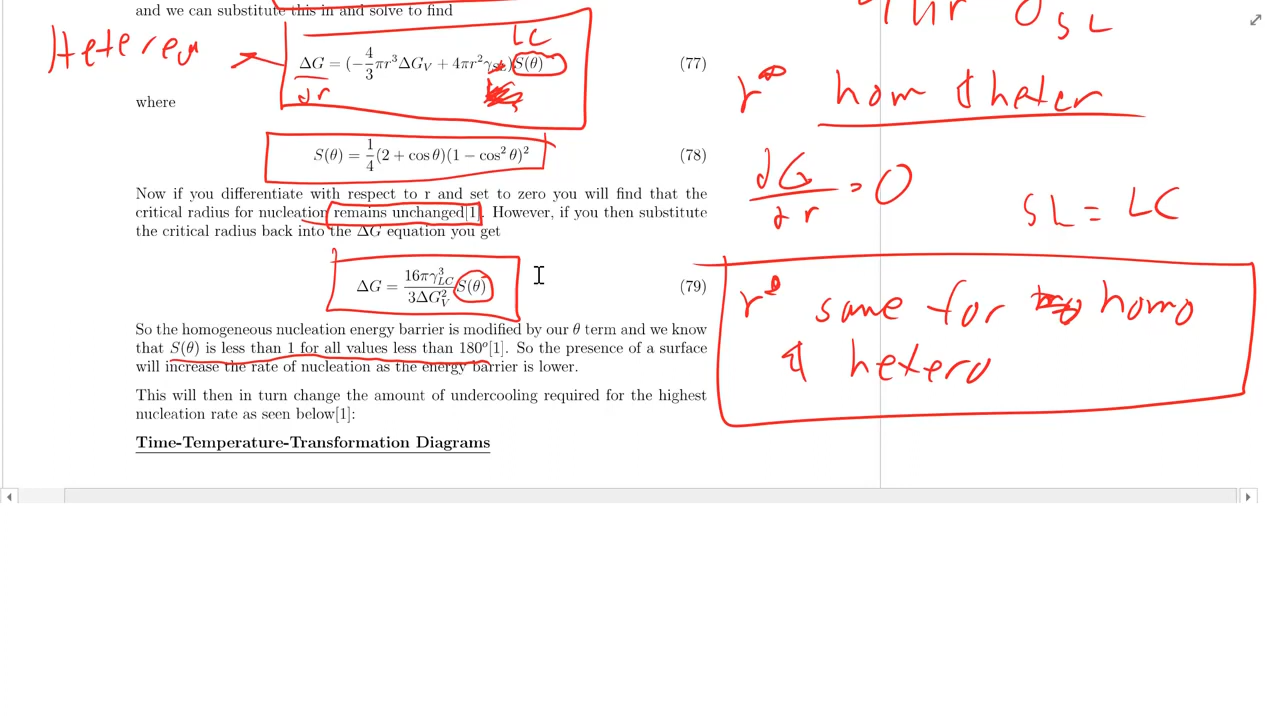 and we can substitute this in and solve to find
Heterog
LC
ΔG = (−4/3 πr³ΔG_V + 4πr²γ )S(θ) (77)
∂r
where
S(θ) = 1/4 (2 + cos θ)(1 − cos² θ)² (78)
Now if you differentiate with respect to r and set to zero you will find that the
critical radius for nucleation remains unchanged[1]. However, if you then substitute
the critical radius back into the ΔG equation you get
ΔG = 16πγ³_LC / 3ΔG²_V S(θ) (79)
So the homogeneous nucleation energy barrier is modified by our θ term and we know
that S(θ) is less than 1 for all values less than 180°[1]. So the presence of a surface
will increase the rate of nucleation as the energy barrier is lower.
This will then in turn change the amount of undercooling required for the highest
nucleation rate as seen below[1]:
Time-Temperature-Transformation Diagrams
SL
r* hom & heter
∂G/∂r = 0
SL = LC
r* same for homo
& hetero